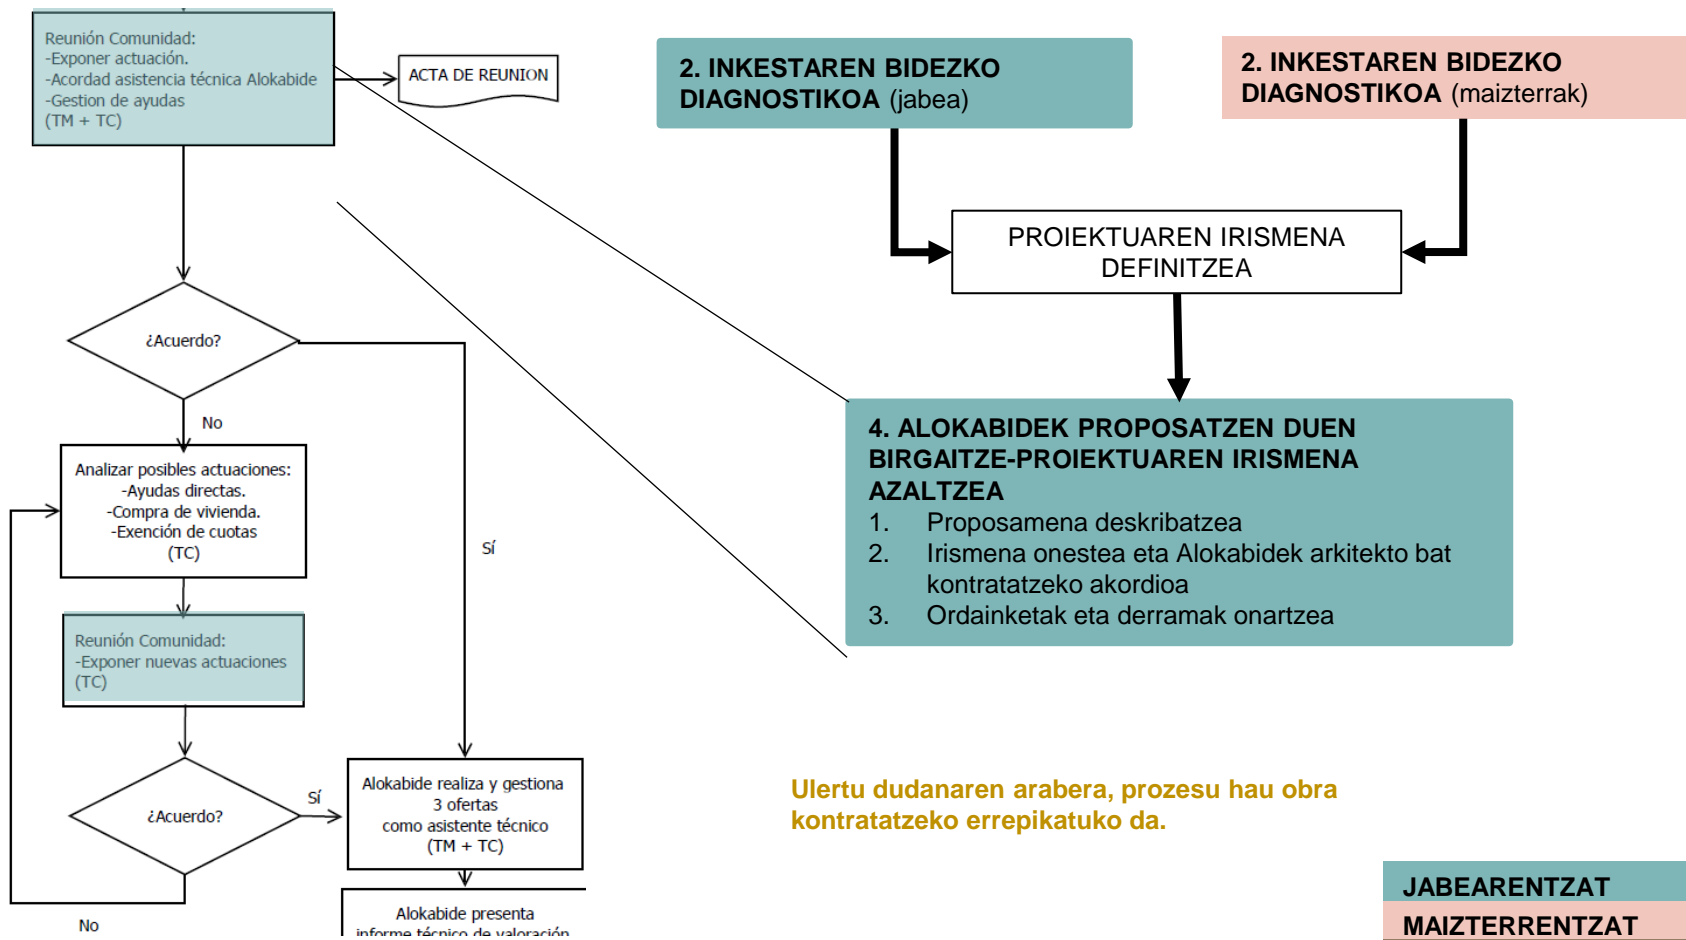 Reunión Comunidad:
-Exponer actuación.
-Acordad asistencia técnica Alokabide
-Gestion de ayudas
(TM + TC)
ACTA DE REUNION
¿Acuerdo?
No
Sí
Analizar posibles actuaciones:
-Ayudas directas.
-Compra de vivienda.
-Exención de cuotas
(TC)
Reunión Comunidad:
-Exponer nuevas actuaciones
(TC)
¿Acuerdo?
Sí
No
Alokabide realiza y gestiona
3 ofertas
como asistente técnico
(TM + TC)
Alokabide presenta
informe técnico de valoración
2. INKESTAREN BIDEZKO
DIAGNOSTIKOA (jabea)
2. INKESTAREN BIDEZKO
DIAGNOSTIKOA (maizterrak)
PROIEKTUAREN IRISMENA
DEFINITZEA
4. ALOKABIDEK PROPOSATZEN DUEN
BIRGAITZE-PROIEKTUAREN IRISMENA
AZALTZEA
1. Proposamena deskribatzea
2. Irismena onestea eta Alokabidek arkitekto bat
kontratatzeko akordioa
3. Ordainketak eta derramak onartzea
Ulertu dudanaren arabera, prozesu hau obra
kontratatzeko errepikatuko da.
JABEARENTZAT
MAIZTERRENTZAT